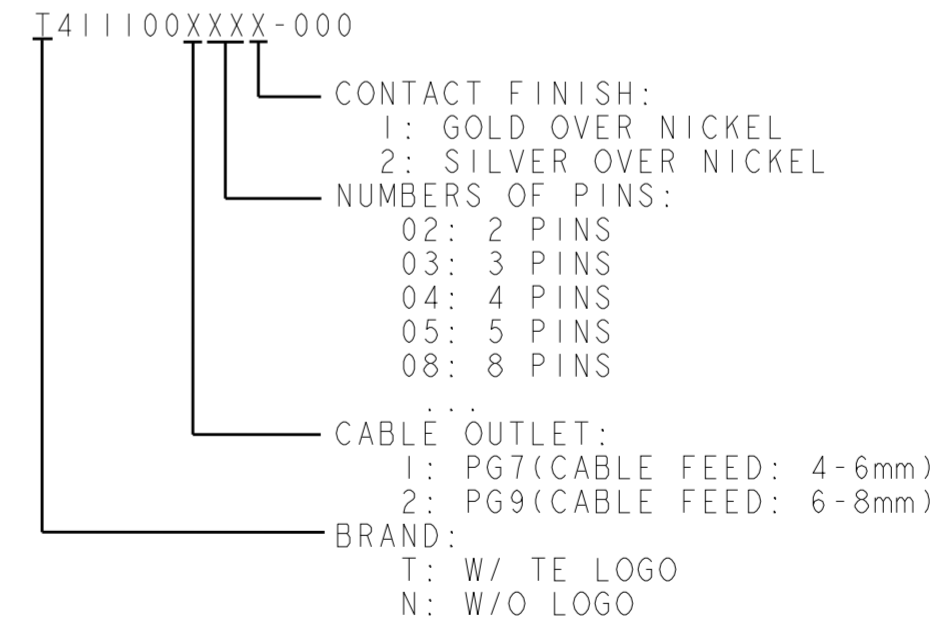 T411100XXXX-000
CONTACT FINISH:
1: GOLD OVER NICKEL
2: SILVER OVER NICKEL
NUMBERS OF PINS:
02: 2 PINS
03: 3 PINS
04: 4 PINS
05: 5 PINS
08: 8 PINS
...
CABLE OUTLET:
1: PG7(CABLE FEED: 4-6mm)
2: PG9(CABLE FEED: 6-8mm)
BRAND:
T: W/ TE LOGO
N: W/O LOGO